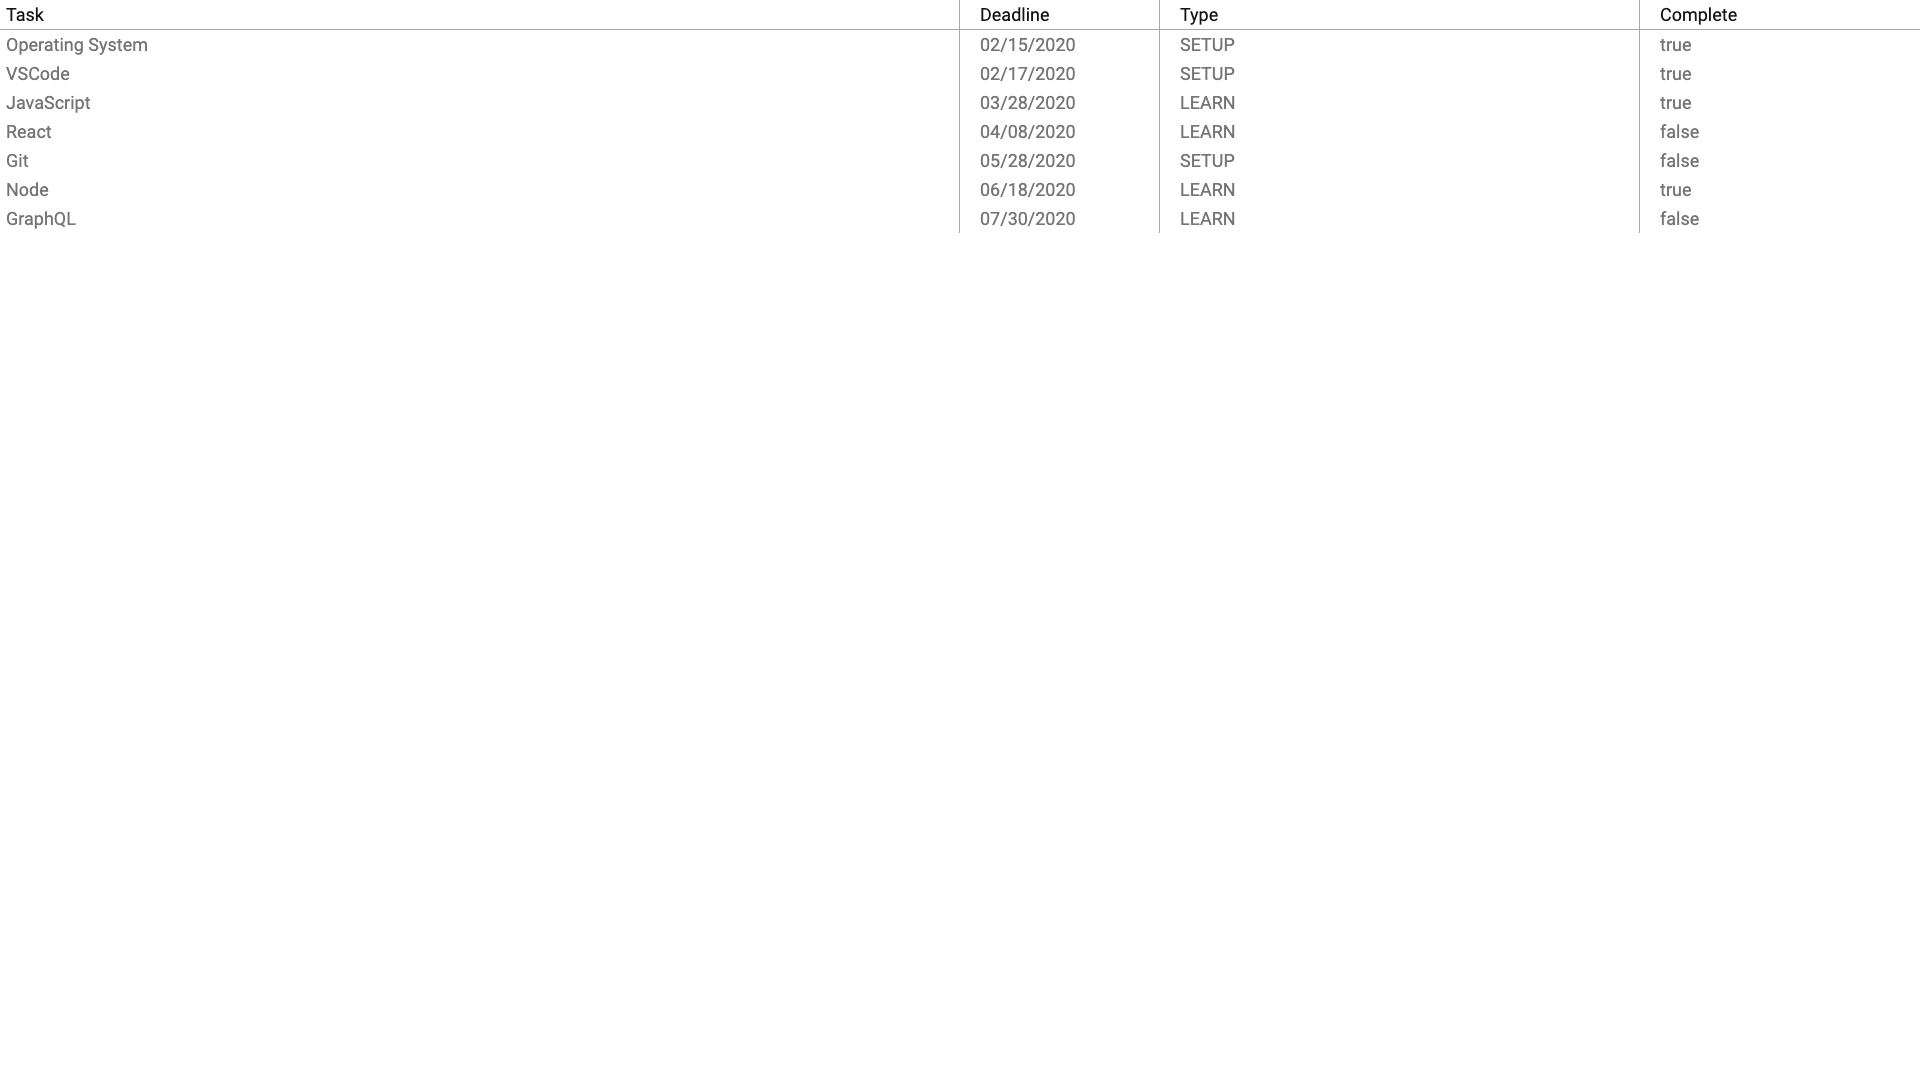 Task Deadline Type Complete
Operating System 02/15/2020 SETUP true
VSCode 02/17/2020 SETUP true
JavaScript 03/28/2020 LEARN true
React 04/08/2020 LEARN false
Git 05/28/2020 SETUP false
Node 06/18/2020 LEARN true
GraphQL 07/30/2020 LEARN false